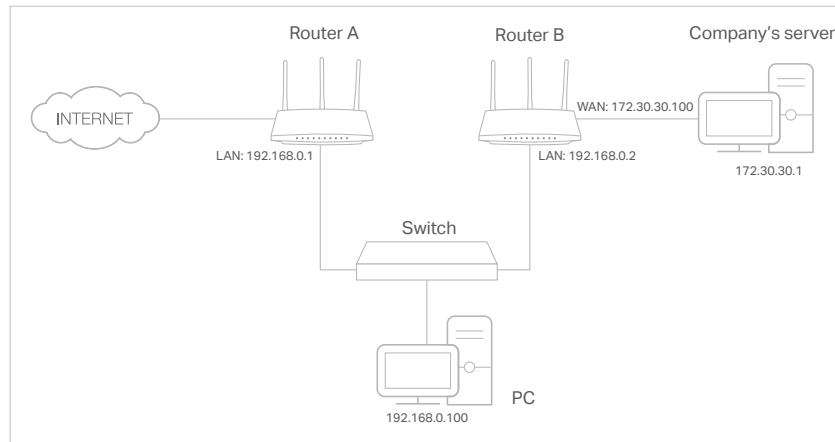 Router A
Router B
Company's server
INTERNET
WAN: 172.30.30.100
LAN: 192.168.0.1
LAN: 192.168.0.2
172.30.30.1
Switch
PC
192.168.0.100